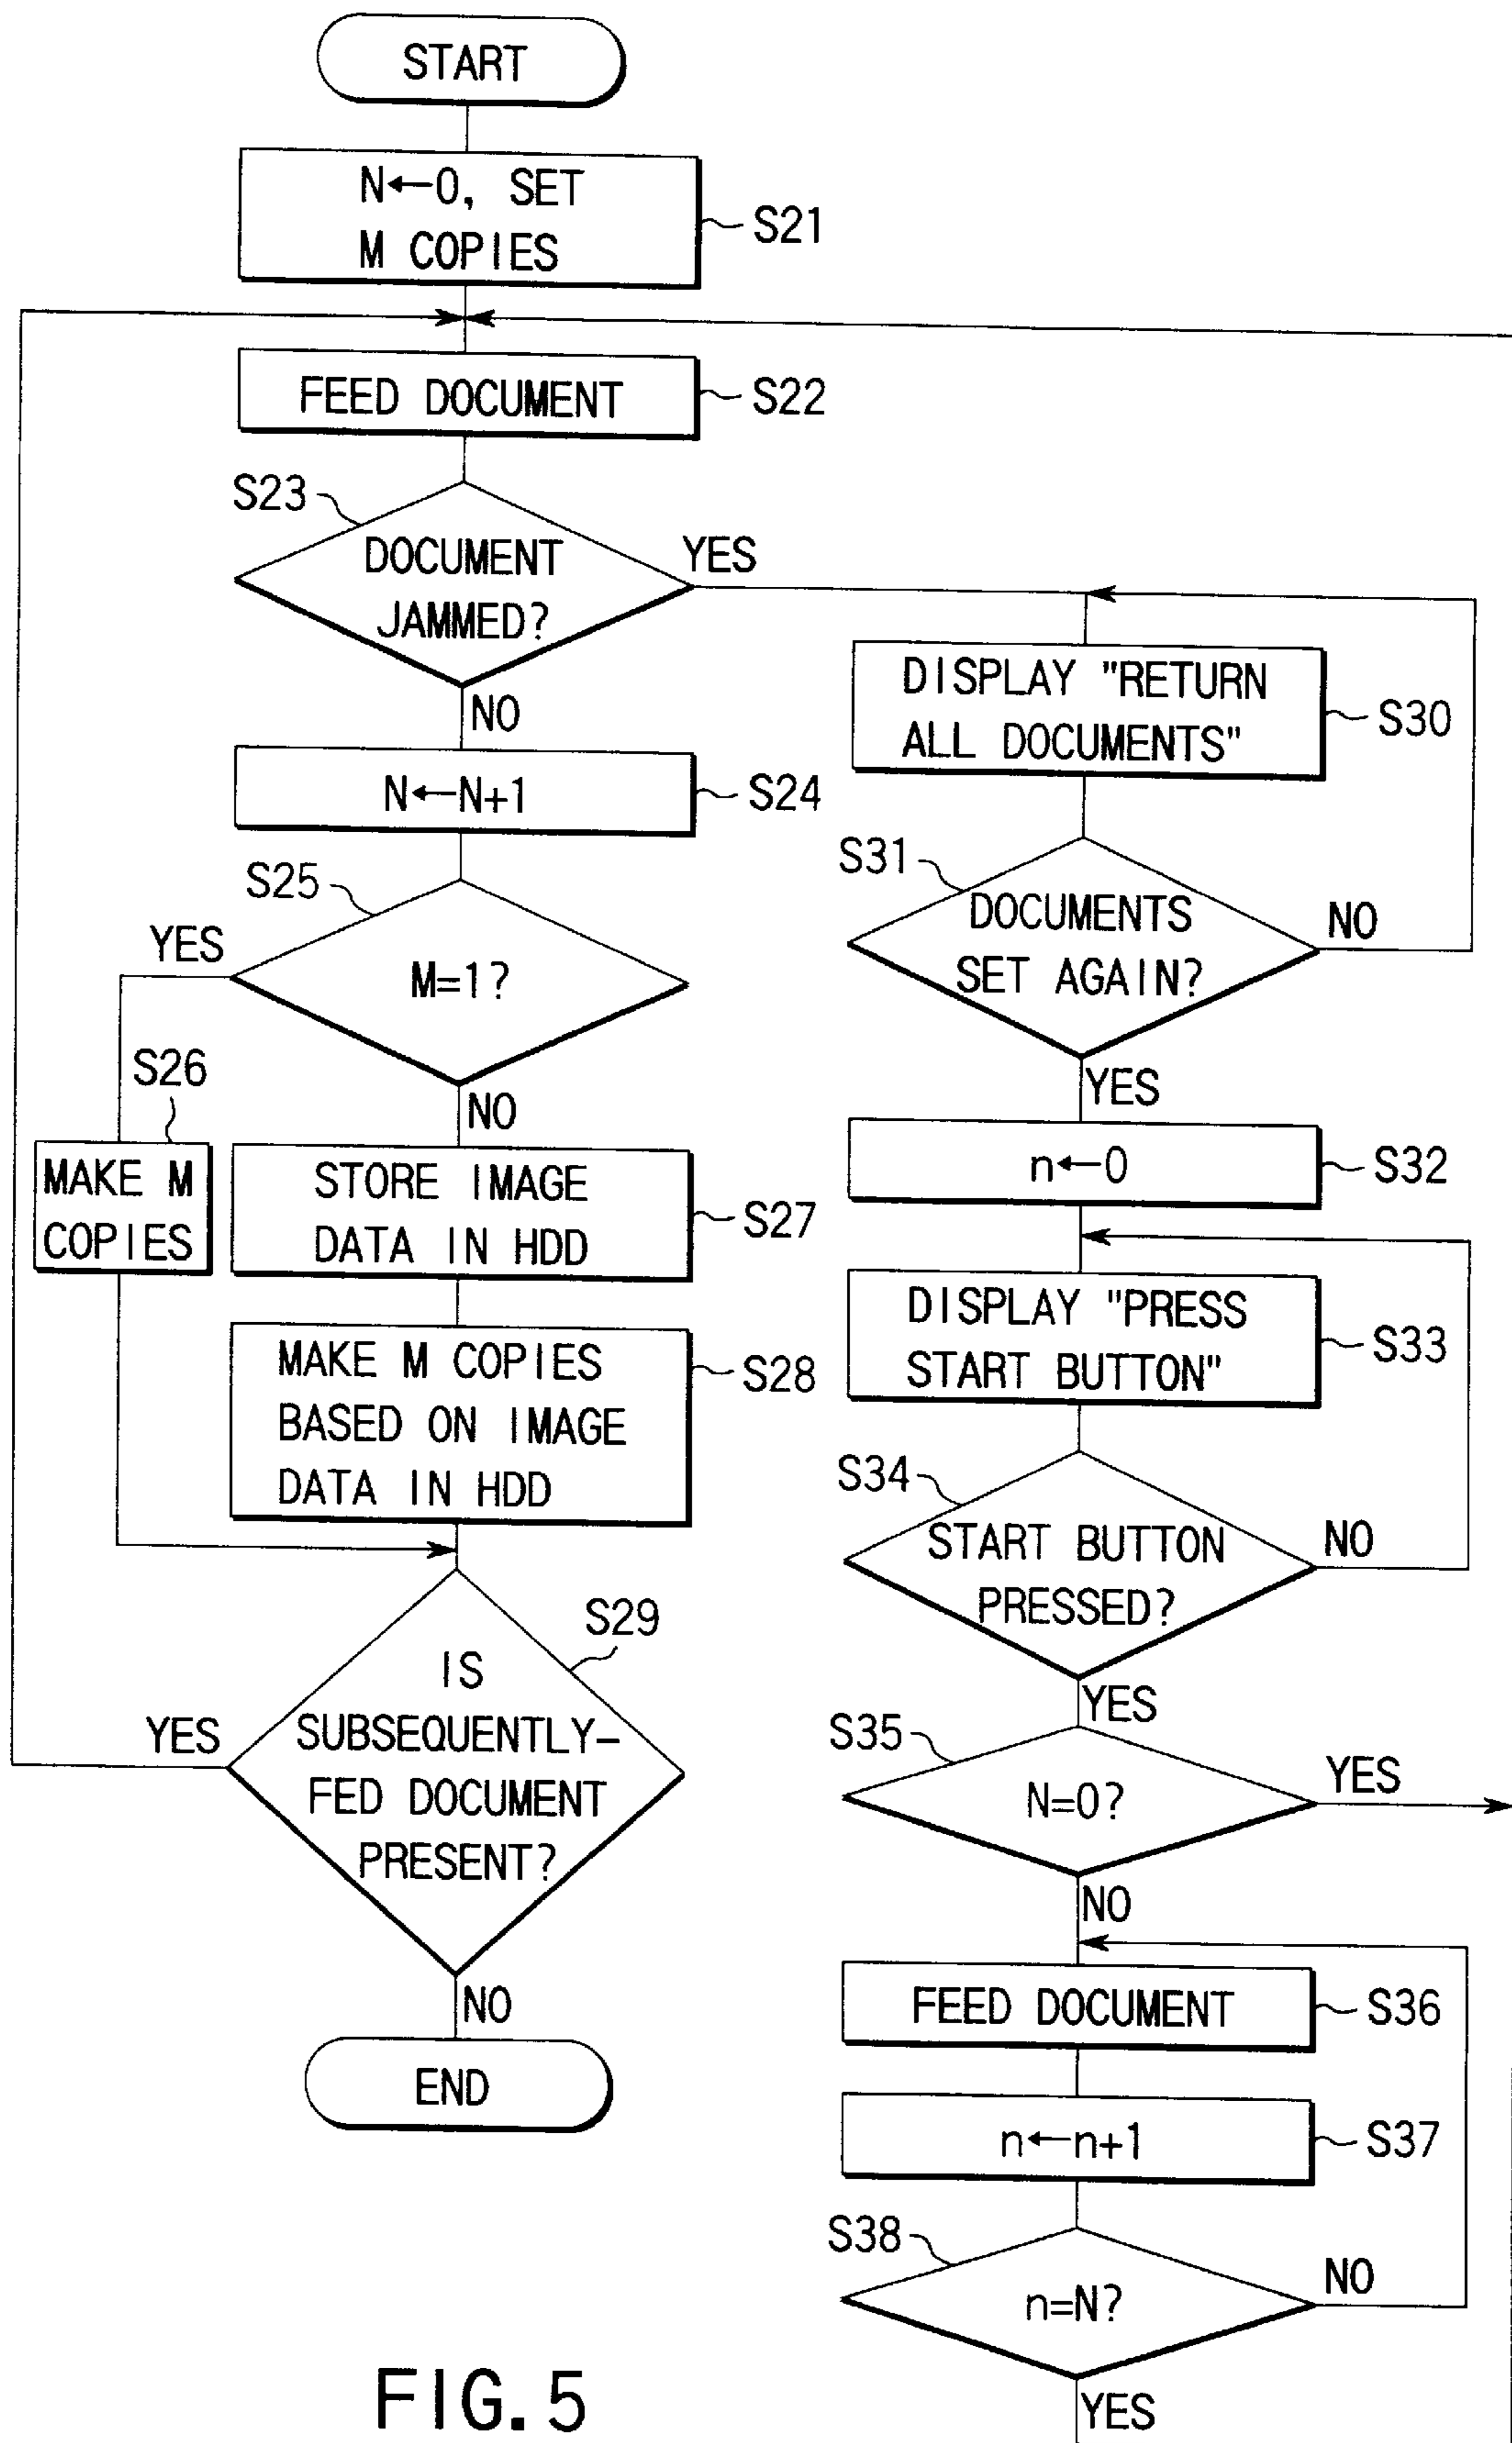 START
N←0, SET
M COPIES
S21
FEED DOCUMENT
S22
S23
DOCUMENT
JAMMED?
YES
NO
N←N+1
S24
S25
YES
M=1?
NO
S26
MAKE M
COPIES
STORE IMAGE
DATA IN HDD
S27
MAKE M COPIES
BASED ON IMAGE
DATA IN HDD
S28
S29
IS
SUBSEQUENTLY-
FED DOCUMENT
PRESENT?
YES
NO
END
DISPLAY "RETURN
ALL DOCUMENTS"
S30
S31
DOCUMENTS
SET AGAIN?
NO
YES
n←0
S32
DISPLAY "PRESS
START BUTTON"
S33
S34
START BUTTON
PRESSED?
NO
YES
S35
N=0?
YES
NO
FEED DOCUMENT
S36
n←n+1
S37
S38
n=N?
NO
YES
FIG. 5